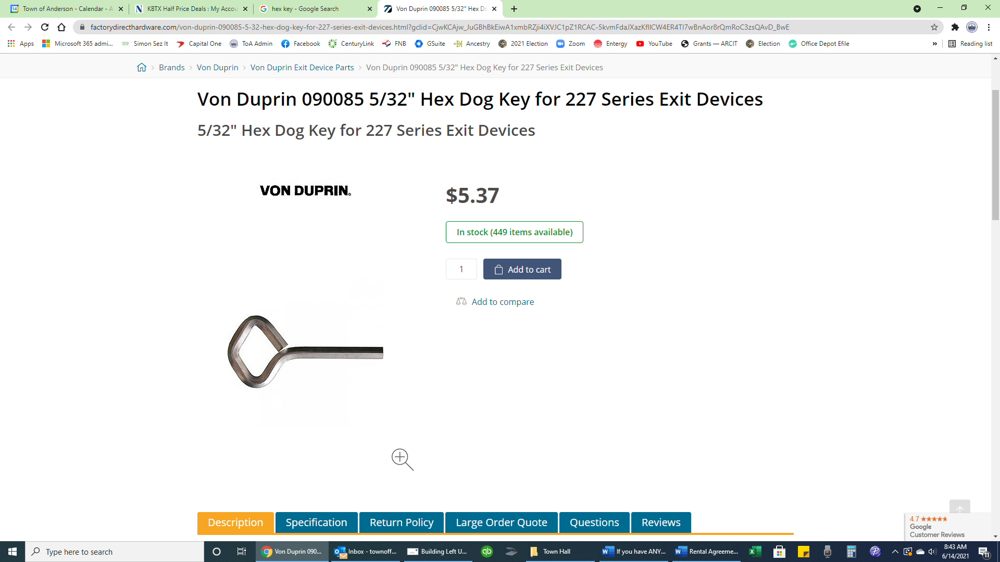 Town of Anderson - Calendar - A
KBTX Half Price Deals : My Accou
hex key - Google Search
Von Duprin 090085 5/32" Hex Do
factorydirecthardware.com/von-duprin-090085-5-32-hex-dog-key-for-227-series-exit-devices.html?gclid=CjwKCAjw_JuGBhBkEiwA1xmbRZji4iXVJC1pZ1RCAC-5kvmFdaJXazKfIlCW4ER4TI7wBnAor8rQmRoC3zsQAvD_BwE
Apps Microsoft 365 admi... Simon Sez It Capital One ToA Admin Facebook CenturyLink FNB GSuite Ancestry 2021 Election Zoom Entergy YouTube Grants — ARCIT Election Office Depot Efile » Reading list
Brands > Von Duprin > Von Duprin Exit Device Parts > Von Duprin 090085 5/32" Hex Dog Key for 227 Series Exit Devices
Von Duprin 090085 5/32" Hex Dog Key for 227 Series Exit Devices
5/32" Hex Dog Key for 227 Series Exit Devices
VON DUPRIN®
$5.37
In stock (449 items available)
1
Add to cart
Add to compare
Description Specification Return Policy Large Order Quote Questions Reviews
4.7 ★★★★★
Google
Customer Reviews
Type here to search
Von Duprin 090... Inbox - townoff... Building Left U... qb Town Hall If you have ANY... Rental Agreeme...
8:43 AM
6/14/2021
11
14